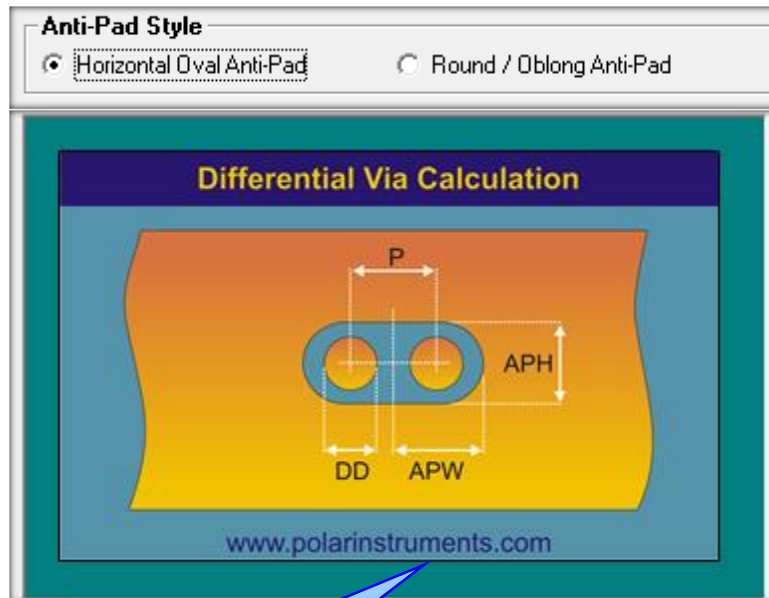 Anti-Pad Style
Horizontal Oval Anti-Pad Round / Oblong Anti-Pad
Differential Via Calculation
P
APH
DD APW
www.polarinstruments.com